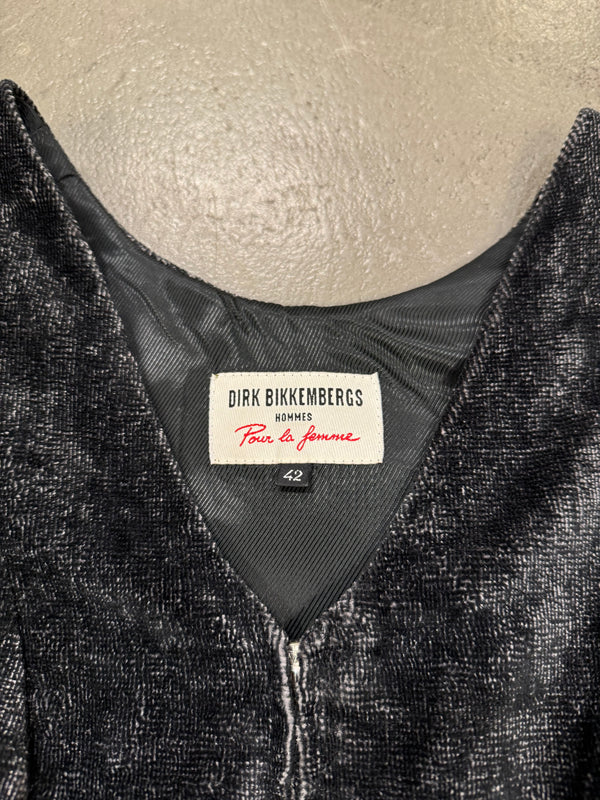 DIRK BIKKEMBERGS
HOMMES
Pour la femme
42